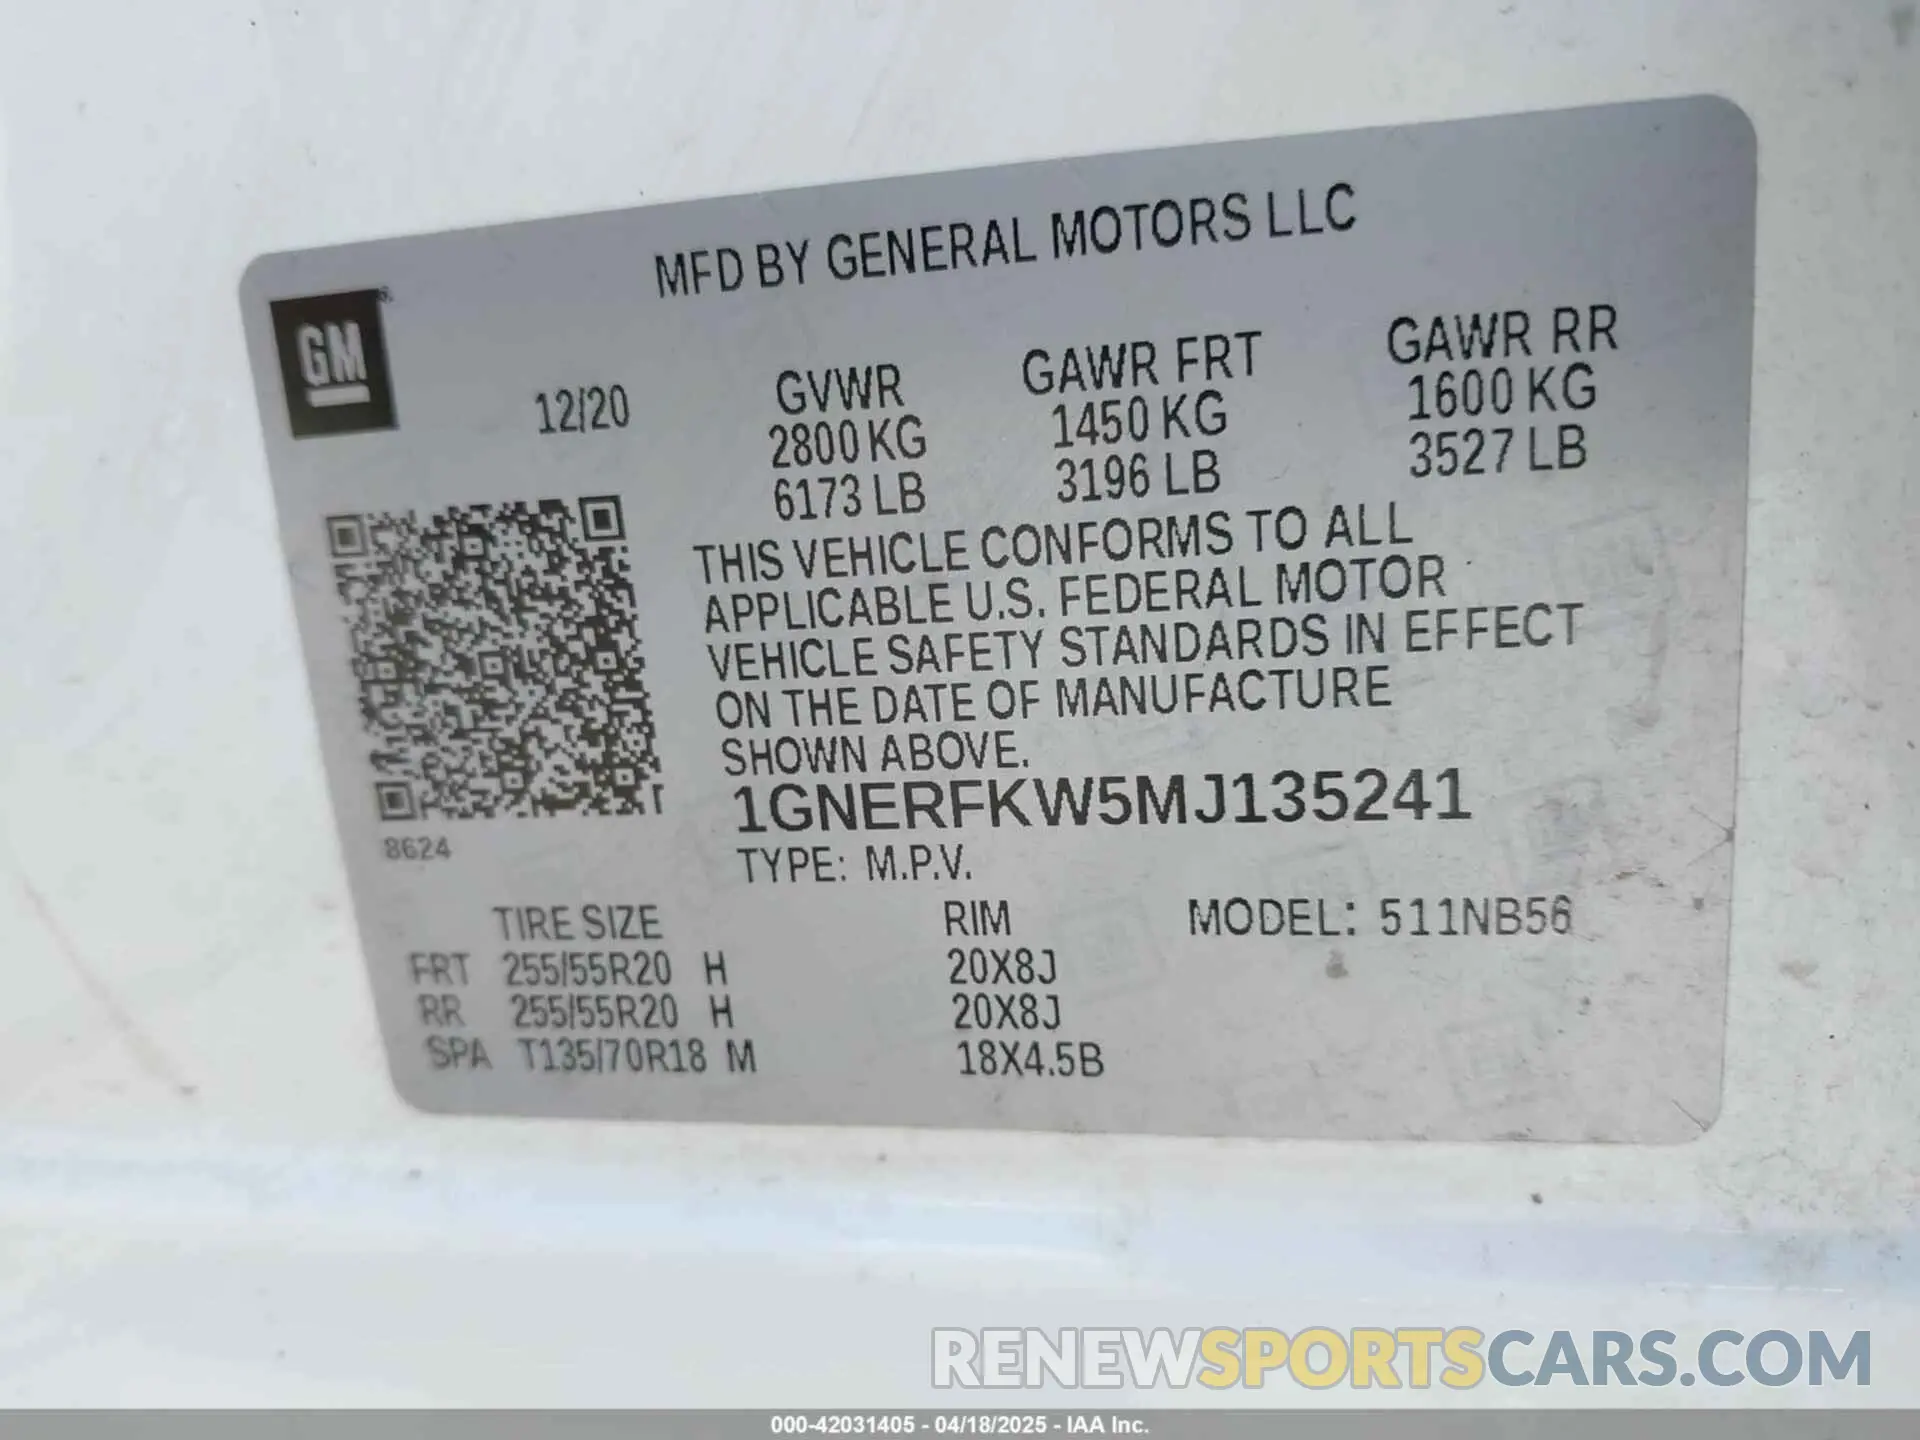 MFD BY GENERAL MOTORS LLC
GM
12/20
GVWR
2800 KG
6173 LB
GAWR FRT
1450 KG
3196 LB
GAWR RR
1600 KG
3527 LB
THIS VEHICLE CONFORMS TO ALL
APPLICABLE U.S. FEDERAL MOTOR
VEHICLE SAFETY STANDARDS IN EFFECT
ON THE DATE OF MANUFACTURE
SHOWN ABOVE.
1GNERFKW5MJ135241
8624
TYPE: M.P.V.
TIRE SIZE RIM MODEL: 511NB56
FRT 255/55R20 H 20X8J
RR 255/55R20 H 20X8J
SPA T135/70R18 M 18X4.5B
RENEWSPORTSCARS.COM
000-42031405 - 04/18/2025 - IAA Inc.